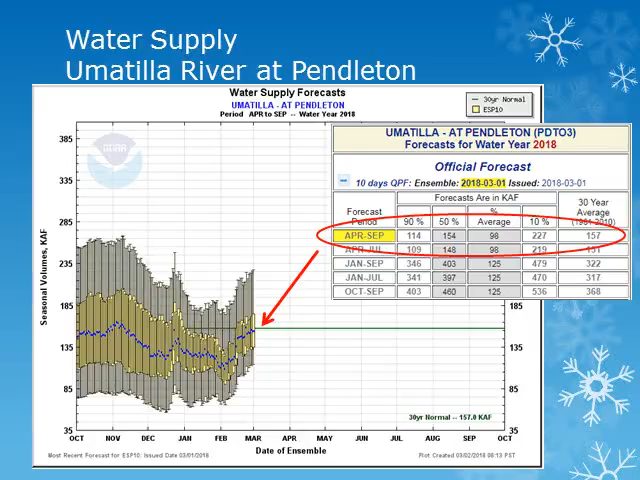 Water Supply
Umatilla River at Pendleton
Water Supply Forecasts
UMATILLA - AT PENDLETON
Period APR to SEP -- Water Year 2018
30yr Normal
ESP10
UMATILLA - AT PENDLETON (PDTO3)
Forecasts for Water Year 2018
Official Forecast
10 days QPF: Ensemble: 2018-03-01 Issued: 2018-03-01
Forecast Period
Forecasts Are in KAF
30 Year Average (1981-2010)
90 % 50 % % Average 10 %
APR-SEP 114 154 98 227 157
APR-JUL 109 148 98 219 151
JAN-SEP 346 403 125 479 322
JAN-JUL 341 397 125 470 317
OCT-SEP 403 460 125 536 368
Seasonal Volumes, KAF
385
335
285
235
185
135
85
35
185
135
85
35
NOAA
30yr Normal -- 157.0 KAF
OCT NOV DEC JAN FEB MAR APR MAY JUN JUL AUG SEP OCT
Date of Ensemble
Most Recent Forecast for ESP10: Issued Date 03/01/2018
Plot Created 03/02/2018 08:13 PST